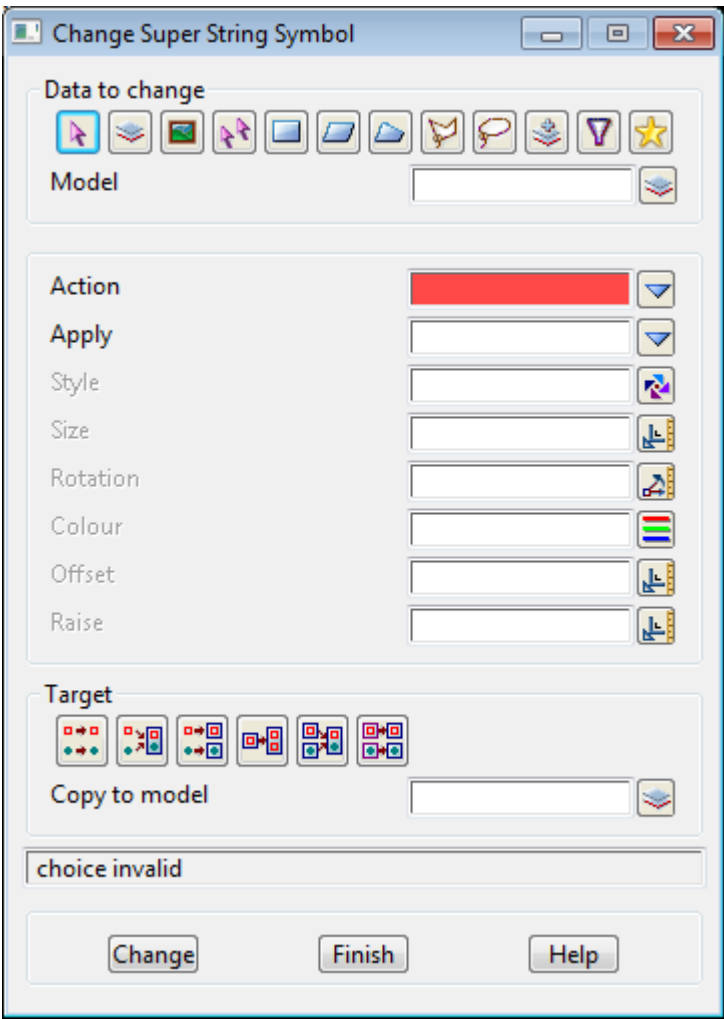 Change Super String Symbol
Data to change
Model
Action
Apply
Style
Size
Rotation
Colour
Offset
Raise
Target
Copy to model
choice invalid
Change Finish Help